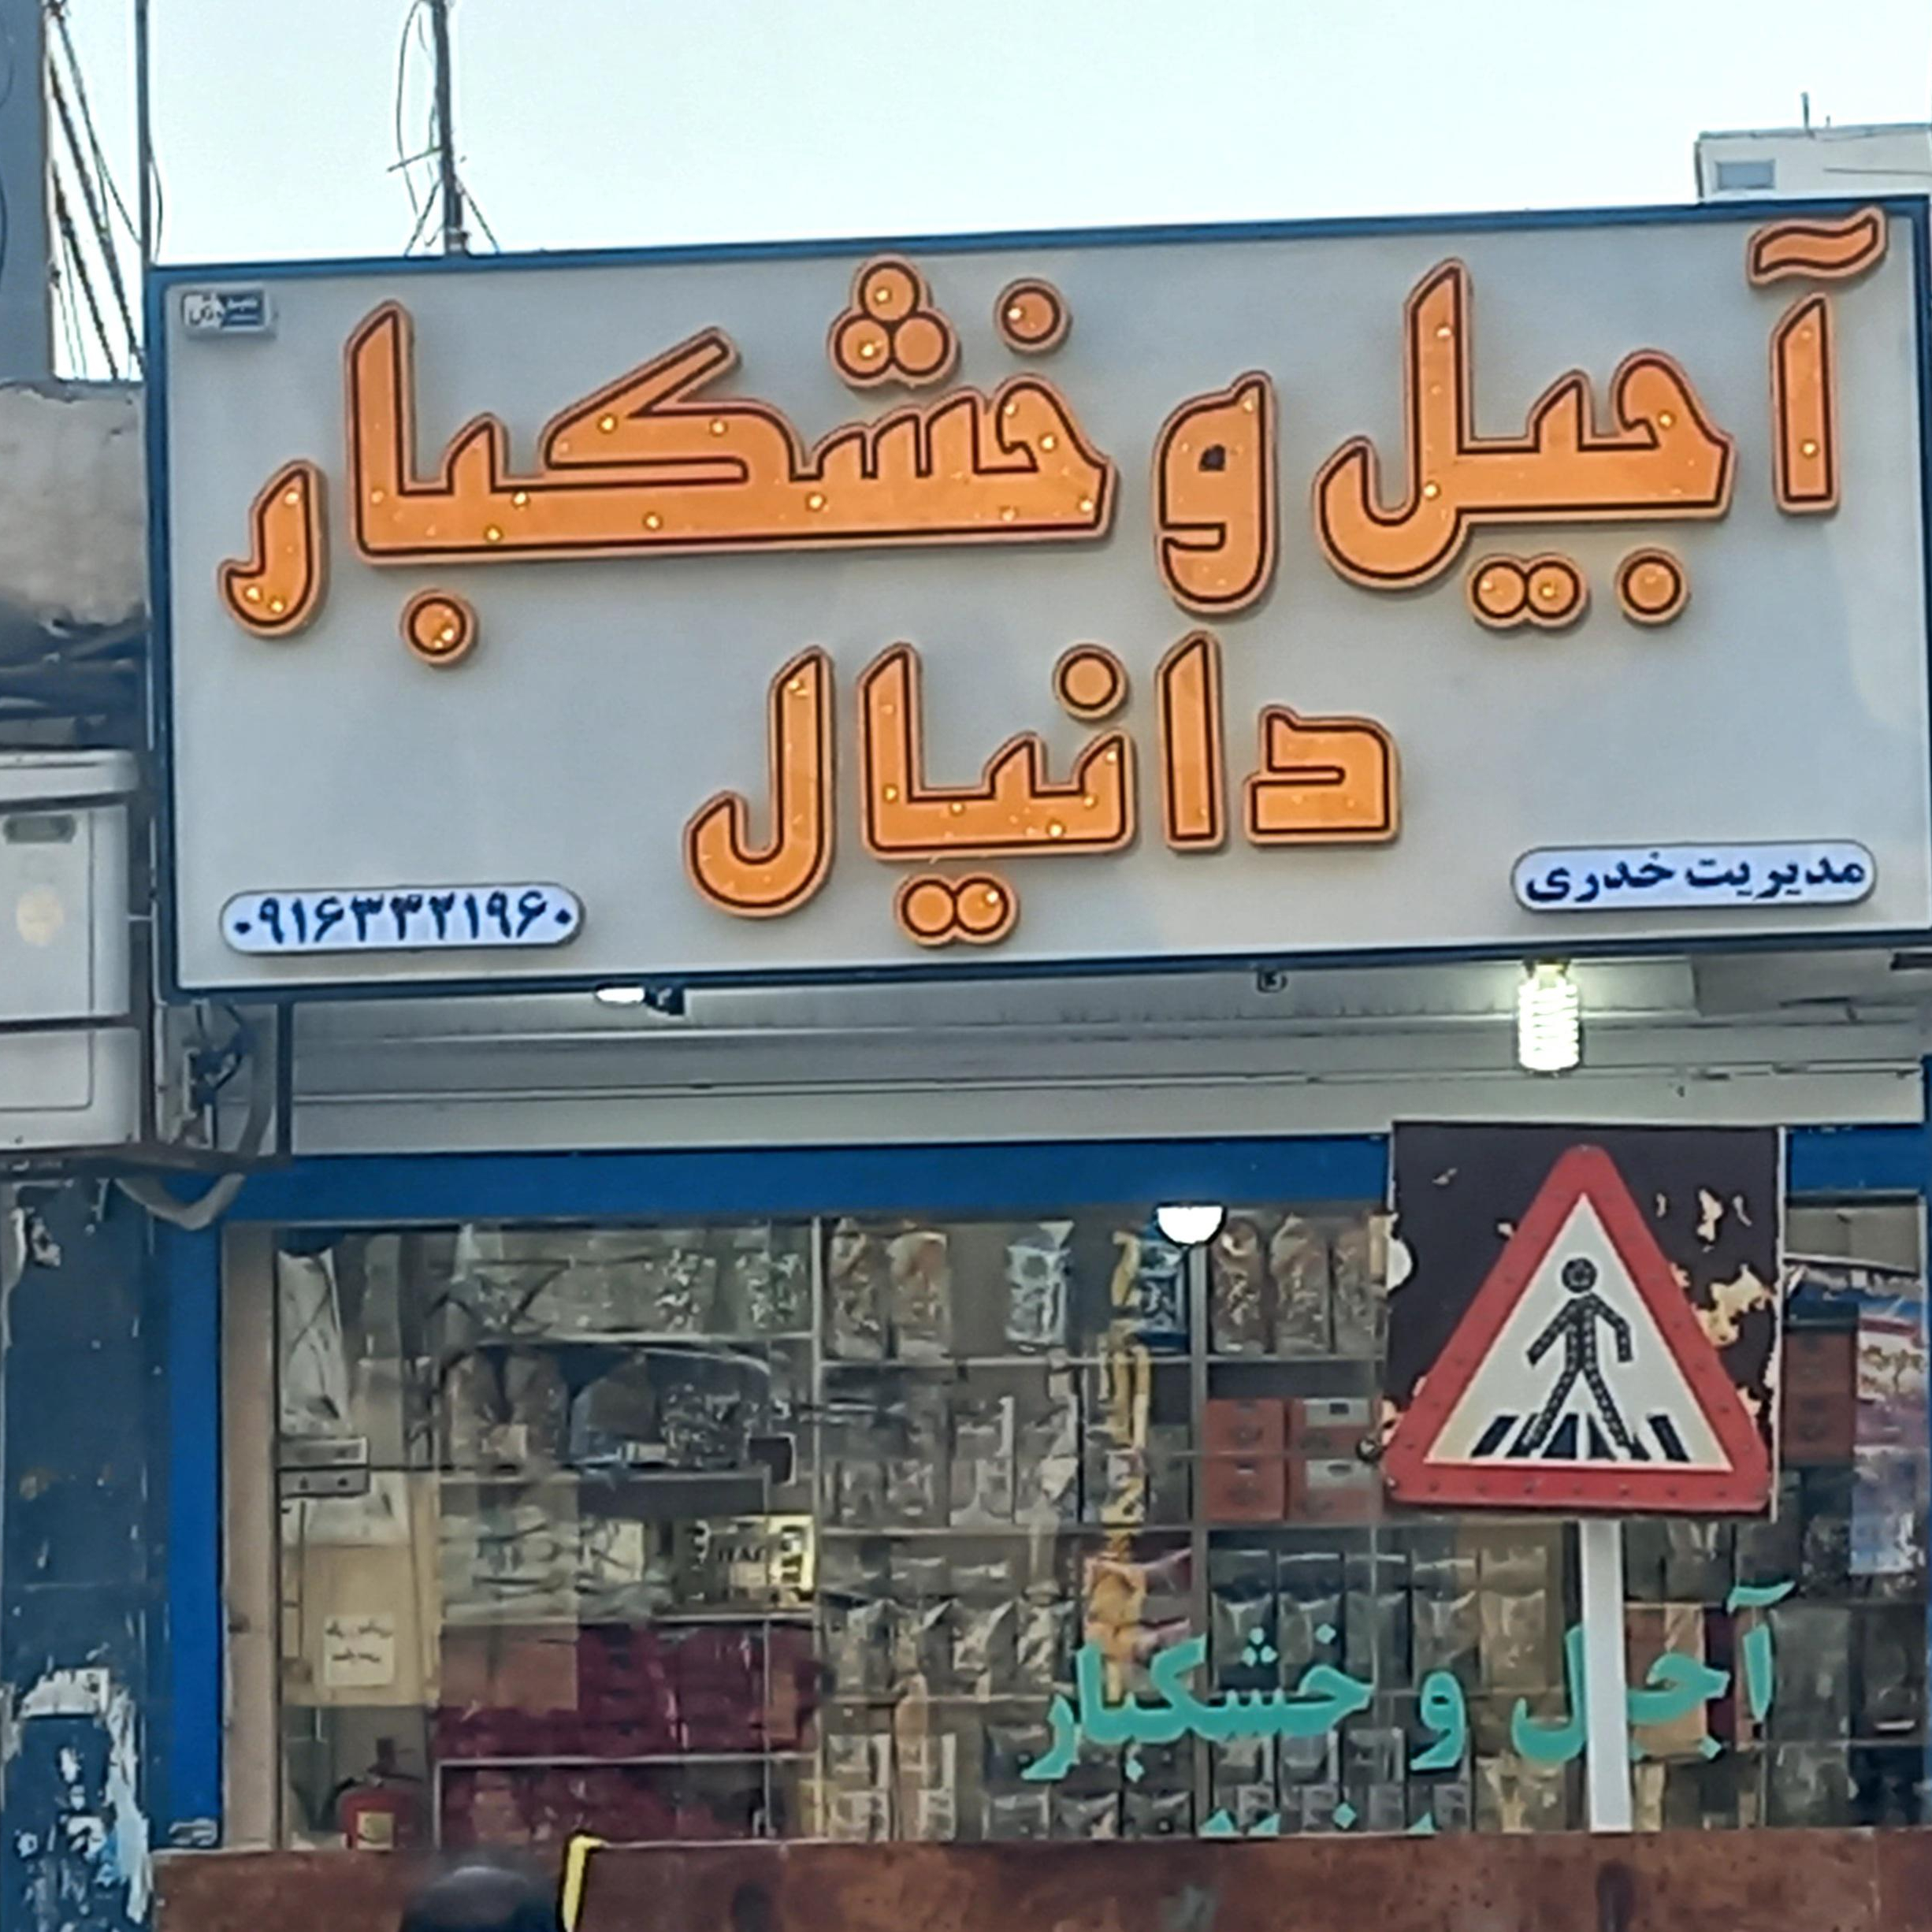 آجیل و خشکبار
دانیال
مدیریت خدری
۰۹۱۶۳۳۲۱۹۶۰
آجیل و خشکبار